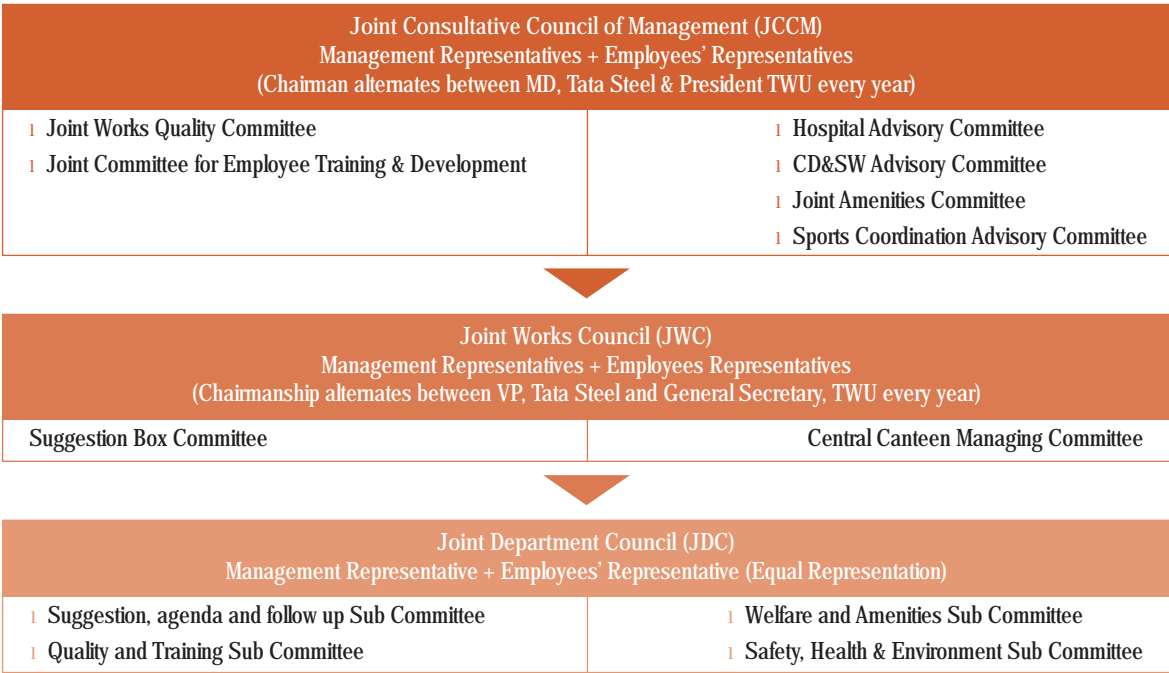 Joint Consultative Council of Management (JCCM)
Management Representatives + Employees' Representatives
(Chairman alternates between MD, Tata Steel & President TWU every year)
l Joint Works Quality Committee
l Joint Committee for Employee Training & Development
l Hospital Advisory Committee
l CD&SW Advisory Committee
l Joint Amenities Committee
l Sports Coordination Advisory Committee
Joint Works Council (JWC)
Management Representatives + Employees Representatives
(Chairmanship alternates between VP, Tata Steel and General Secretary, TWU every year)
Suggestion Box Committee
Central Canteen Managing Committee
Joint Department Council (JDC)
Management Representative + Employees' Representative (Equal Representation)
l Suggestion, agenda and follow up Sub Committee
l Quality and Training Sub Committee
l Welfare and Amenities Sub Committee
l Safety, Health & Environment Sub Committee